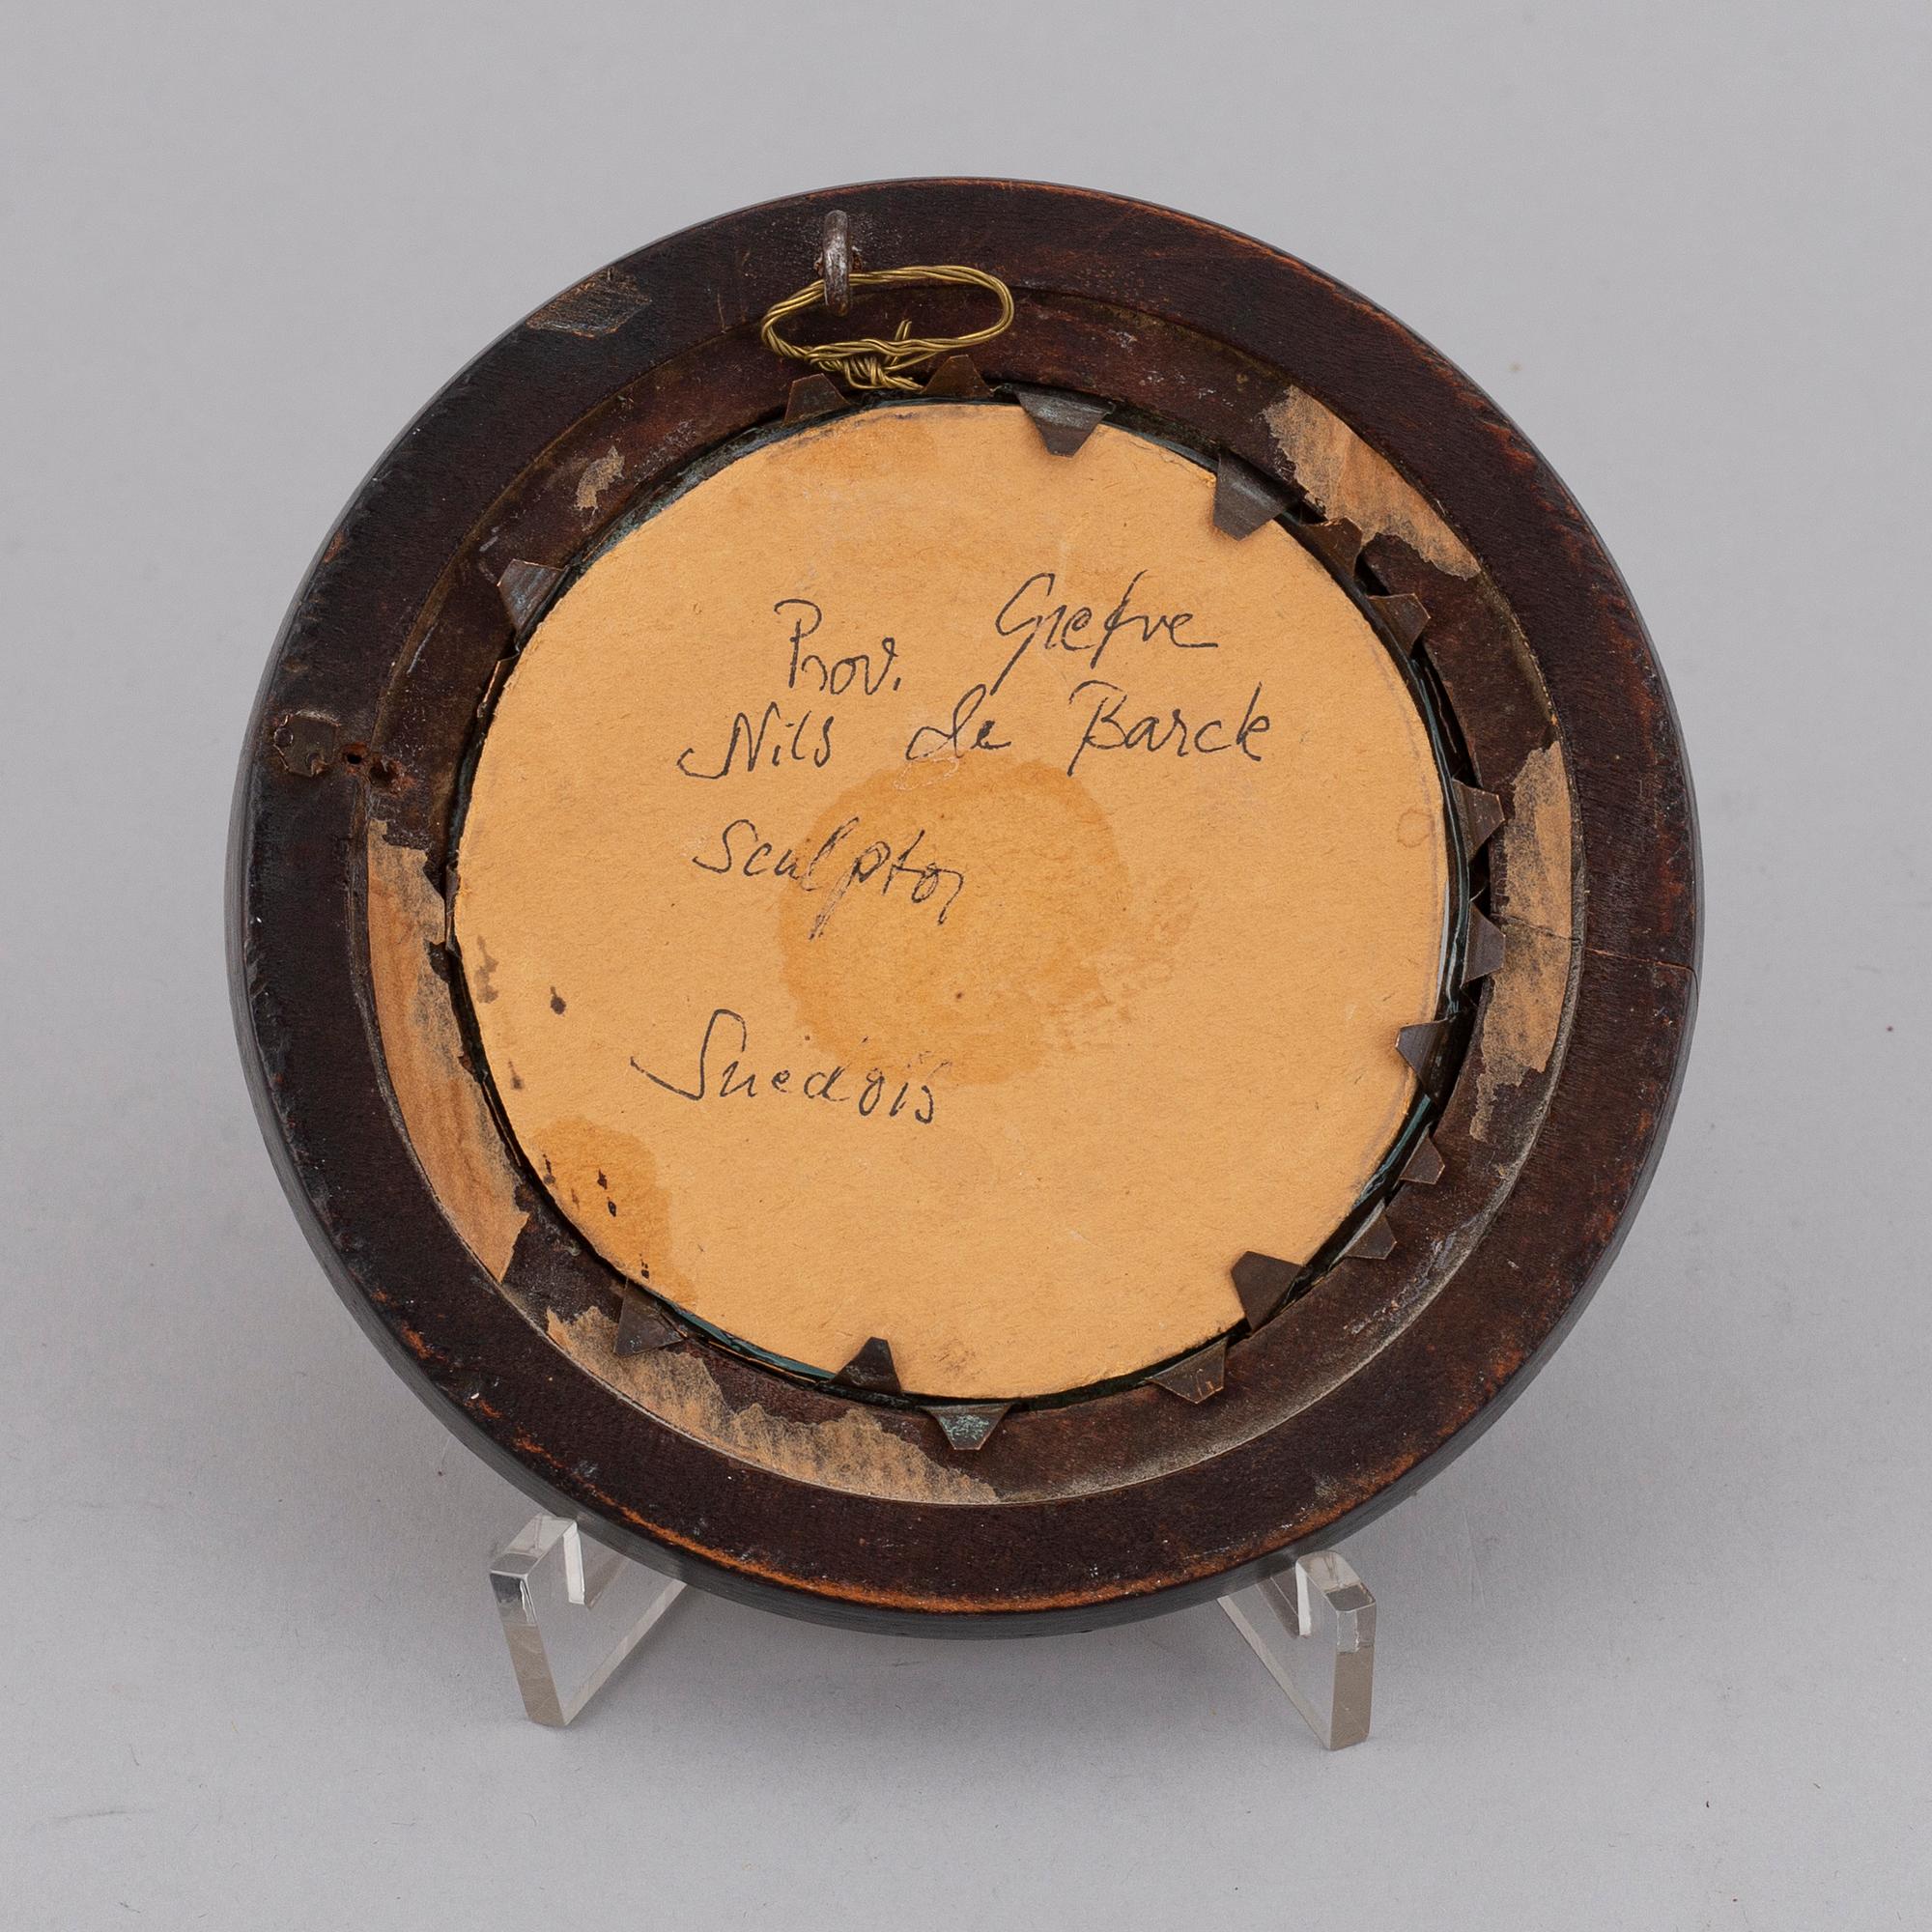 Prov. Grefve
Nils de Barck
Sculptor
Suedois